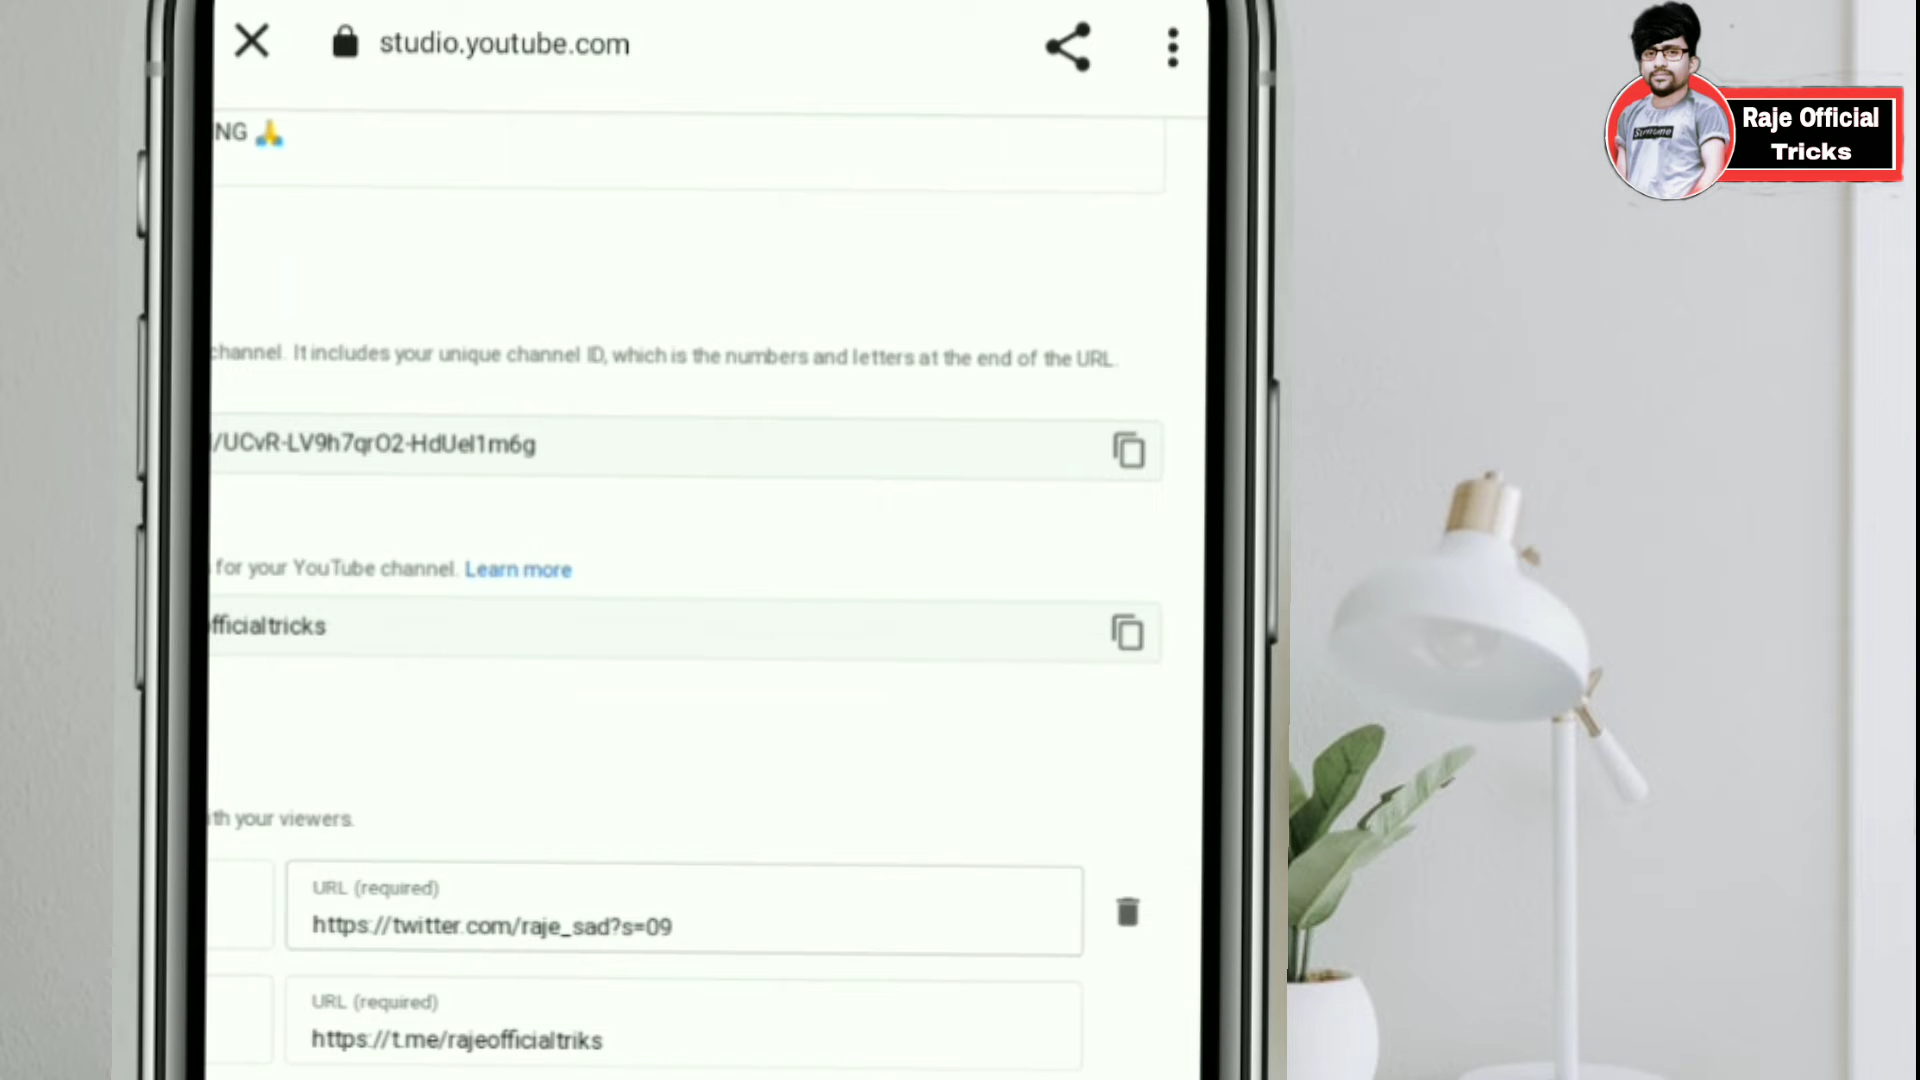 studio.youtube.com
NG 🙏
Raje Official
Tricks
channel. It includes your unique channel ID, which is the numbers and letters at the end of the URL.
/UCvR-LV9h7qrO2-HdUeI1m6g
for your YouTube channel. Learn more
fficialtricks
th your viewers.
URL (required)
https://twitter.com/raje_sad?s=09
URL (required)
https://t.me/rajeofficialtriks